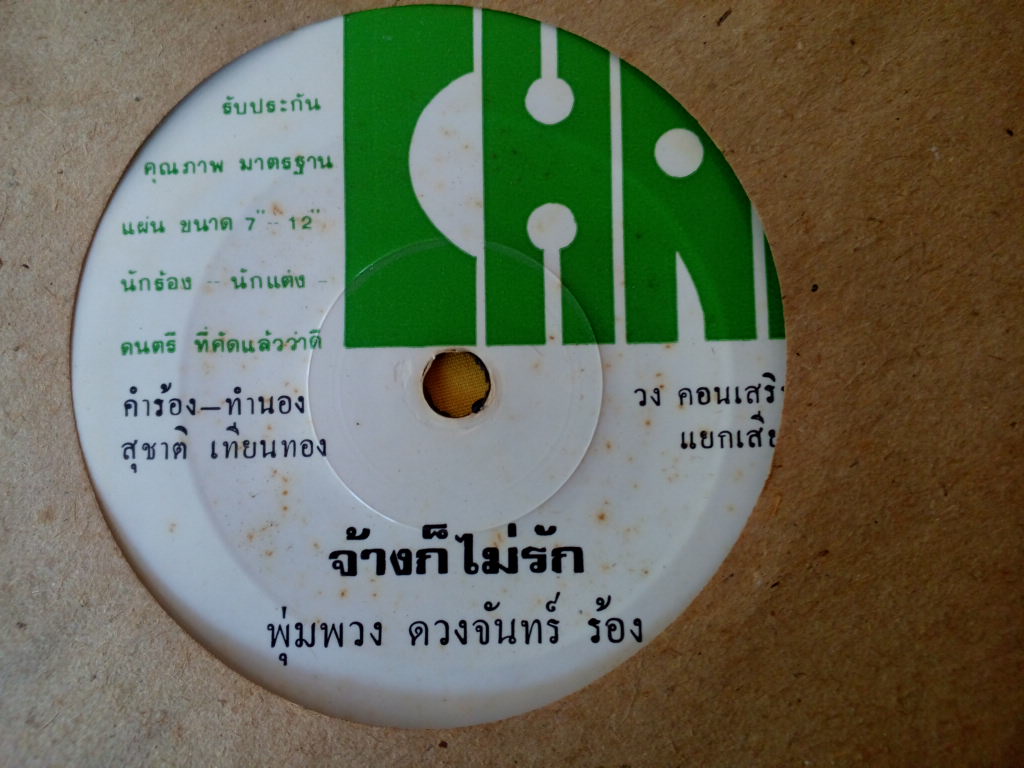 รับประกัน
คุณภาพ มาตรฐาน
แผ่น ขนาด 7" - 12"
นักร้อง - นักแต่ง -
ดนตรี ที่คัดแล้วว่าดี
คำร้อง—ทำนอง
สุชาติ เทียนทอง
วง คอนเสริ
แยกเสีย
จ้างก็ไม่รัก
พุ่มพวง ดวงจันทร์ ร้อง